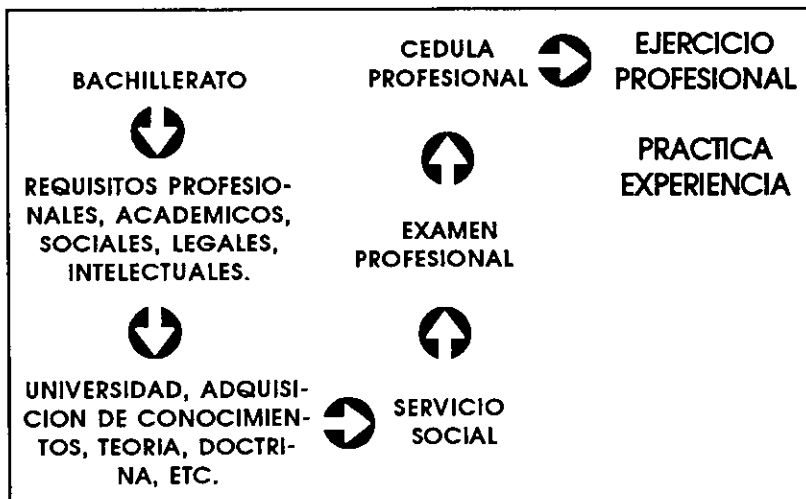 BACHILLERATO
REQUISITOS PROFESIO-
NALES, ACADEMICOS,
SOCIALES, LEGALES,
INTELECTUALES.
UNIVERSIDAD, ADQUISI-
CION DE CONOCIMIEN-
TOS, TEORIA, DOCTRI-
NA, ETC.
SERVICIO
SOCIAL
EXAMEN
PROFESIONAL
CEDULA
PROFESIONAL
EJERCICIO
PROFESIONAL
PRACTICA
EXPERIENCIA